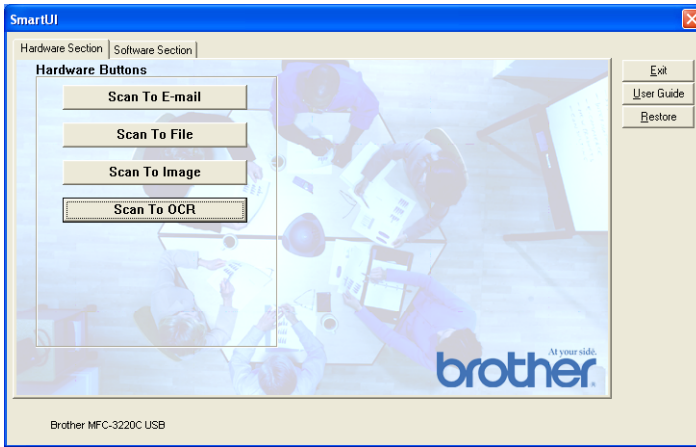 SmartUI
Hardware Section Software Section
Hardware Buttons
Scan To E-mail
Scan To File
Scan To Image
Scan To OCR
Exit
User Guide
Restore
At your side.
brother
Brother MFC-3220C USB